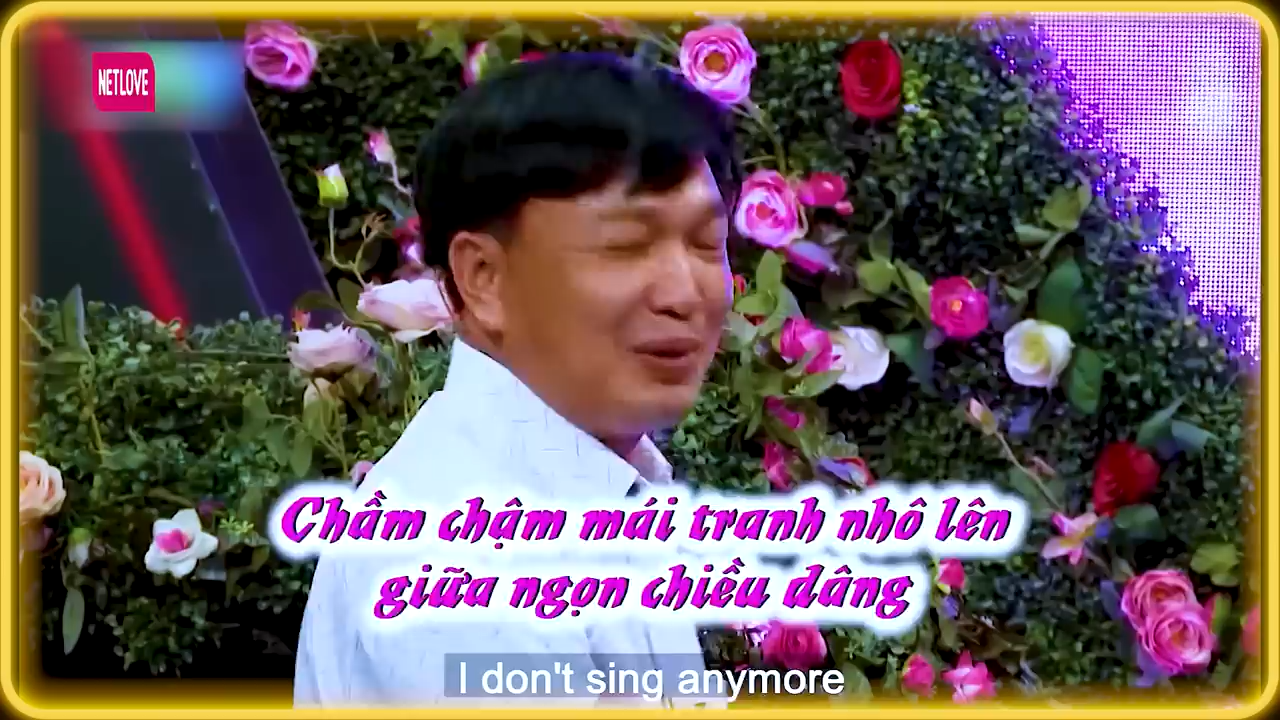 NETLOVE
Chầm chậm mái tranh nhô lên
giữa ngọn chiều dâng
I don't sing anymore